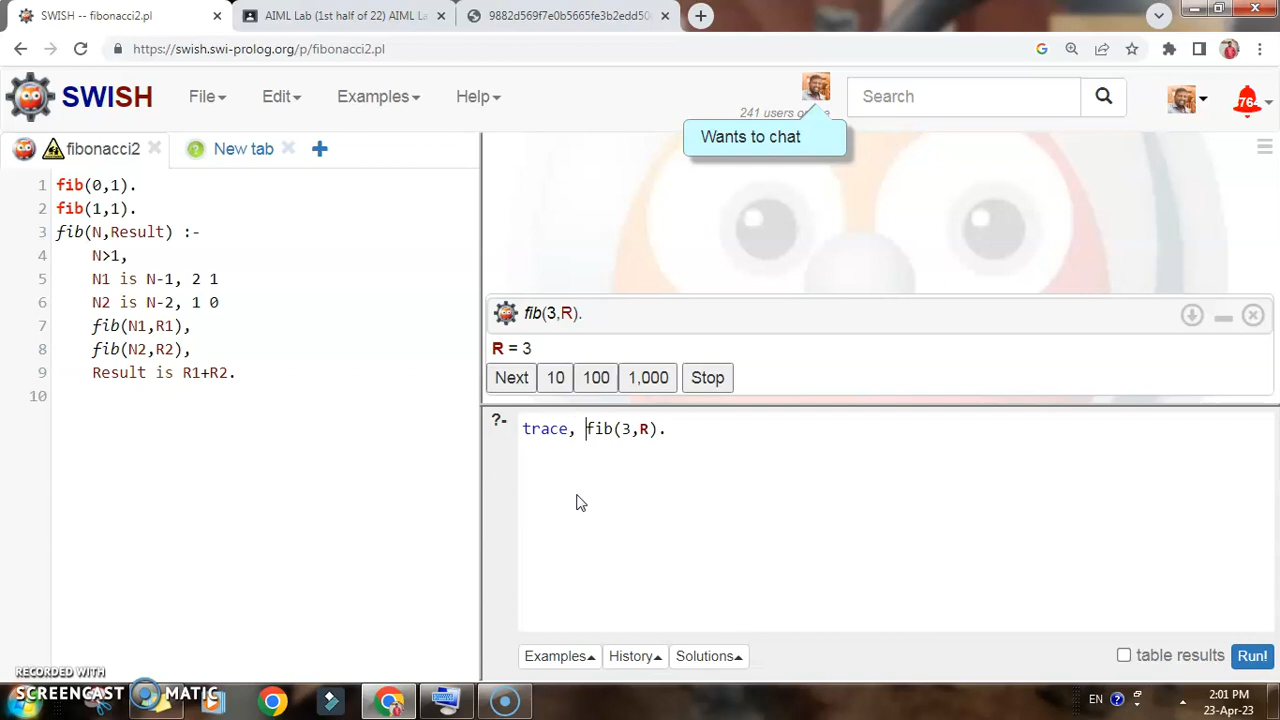 SWISH -- fibonacci2.pl
AIML Lab (1st half of 22) AIML La
9882d569f7e0b5665fe3b2edd50
https://swish.swi-prolog.org/p/fibonacci2.pl
SWISH File Edit Examples Help Search
241 users o
764
Wants to chat
fibonacci2 New tab
1 fib(0,1).
2 fib(1,1).
3 fib(N,Result) :-
4 N>1,
5 N1 is N-1, 2 1
6 N2 is N-2, 1 0
7 fib(N1,R1),
8 fib(N2,R2),
9 Result is R1+R2.
10
fib(3,R).
R = 3
Next 10 100 1,000 Stop
?- trace, fib(3,R).
Examples History Solutions table results Run!
RECORDED WITH
SCREENCAST MATIC
EN 2:01 PM
23-Apr-23